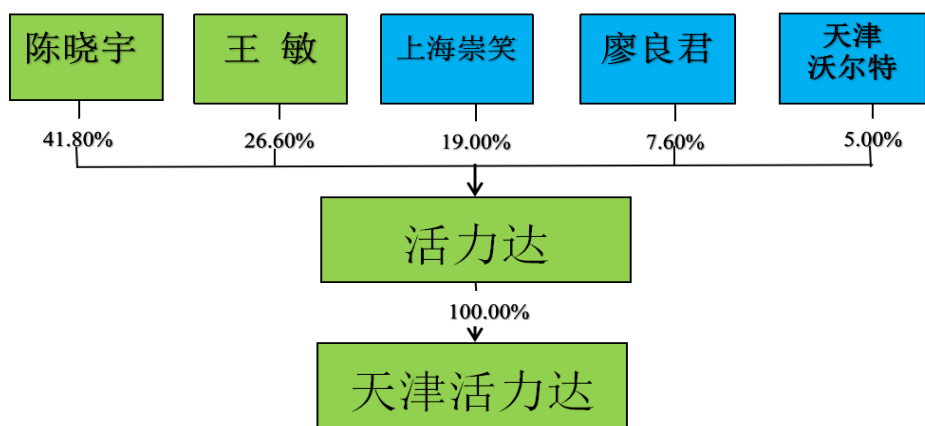 陈晓宇
王 敏
上海崇笑
廖良君
天津
沃尔特
41.80%
26.60%
19.00%
7.60%
5.00%
活力达
100.00%
天津活力达